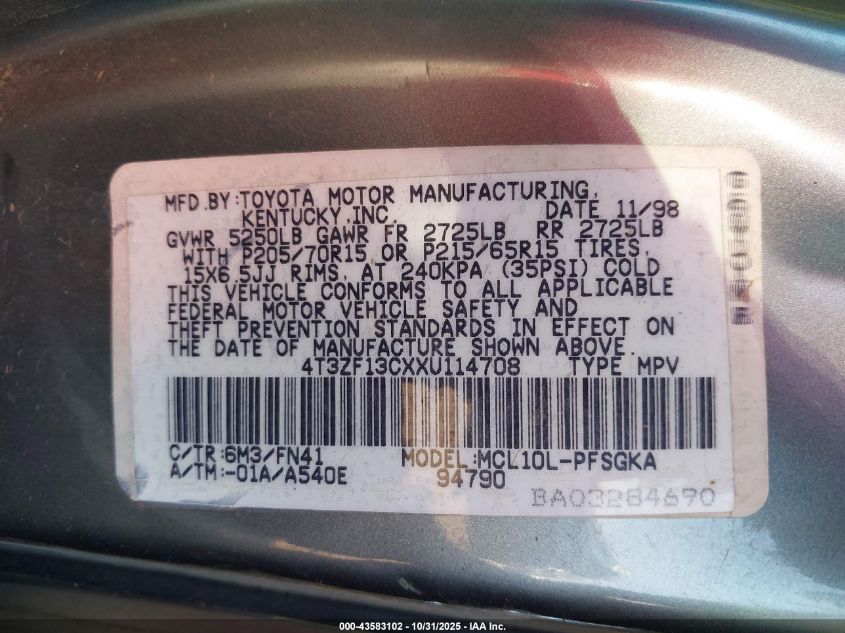 MFD.BY:TOYOTA MOTOR MANUFACTURING,
KENTUCKY,INC. DATE 11/98
GVWR 5250LB GAWR FR 2725LB RR 2725LB
WITH P205/70R15 OR P215/65R15 TIRES,
15X6.5JJ RIMS, AT 240KPA (35PSI) COLD
THIS VEHICLE CONFORMS TO ALL APPLICABLE
FEDERAL MOTOR VEHICLE SAFETY AND
THEFT PREVENTION STANDARDS IN EFFECT ON
THE DATE OF MANUFACTURE SHOWN ABOVE.
4T3ZF13CXXU114708 TYPE MPV
C/TR:6M3/FN41 MODEL:MCL10L-PFSGKA
A/TM:-01A/A540E 94790
BA03284690
000-43583102 - 10/31/2025 - IAA Inc.